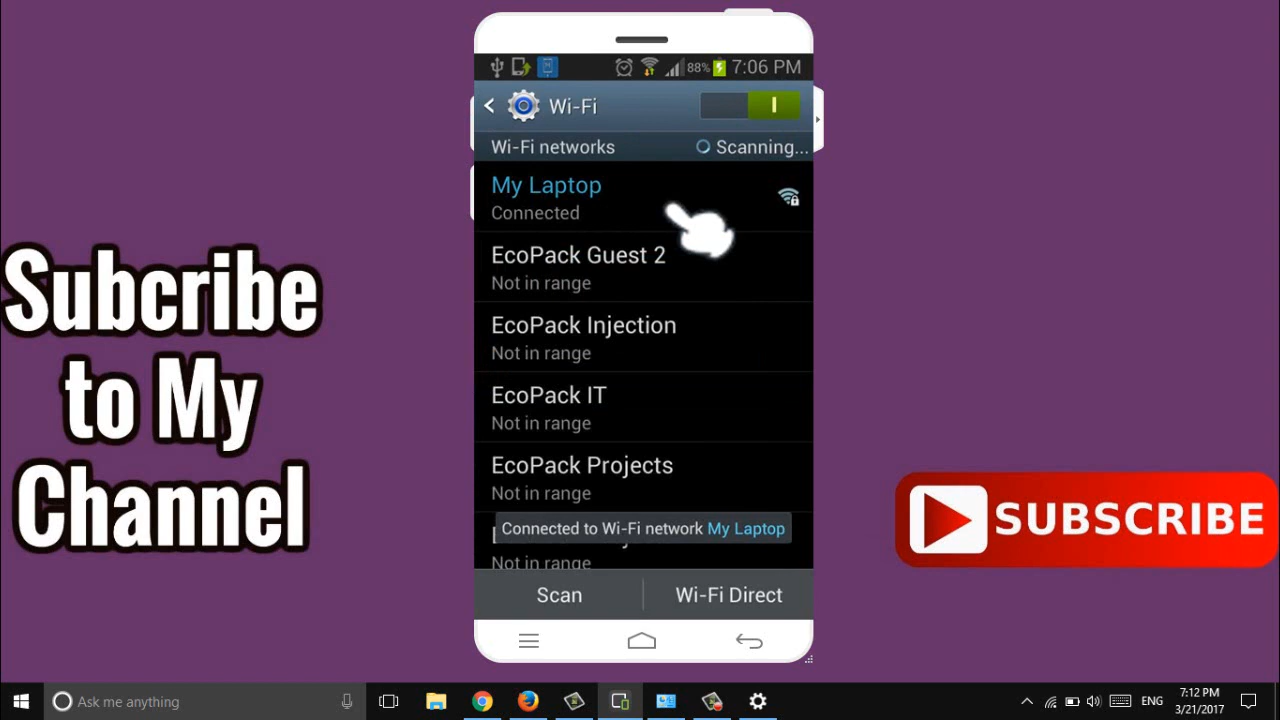 88% 7:06 PM
Wi-Fi
Wi-Fi networks Scanning...
My Laptop
Connected
EcoPack Guest 2
Not in range
EcoPack Injection
Not in range
EcoPack IT
Not in range
EcoPack Projects
Not in range
Connected to Wi-Fi network My Laptop
Not in range
Scan Wi-Fi Direct
Subcribe
to My
Channel
SUBSCRIBE
Ask me anything
ENG
7:12 PM
3/21/2017